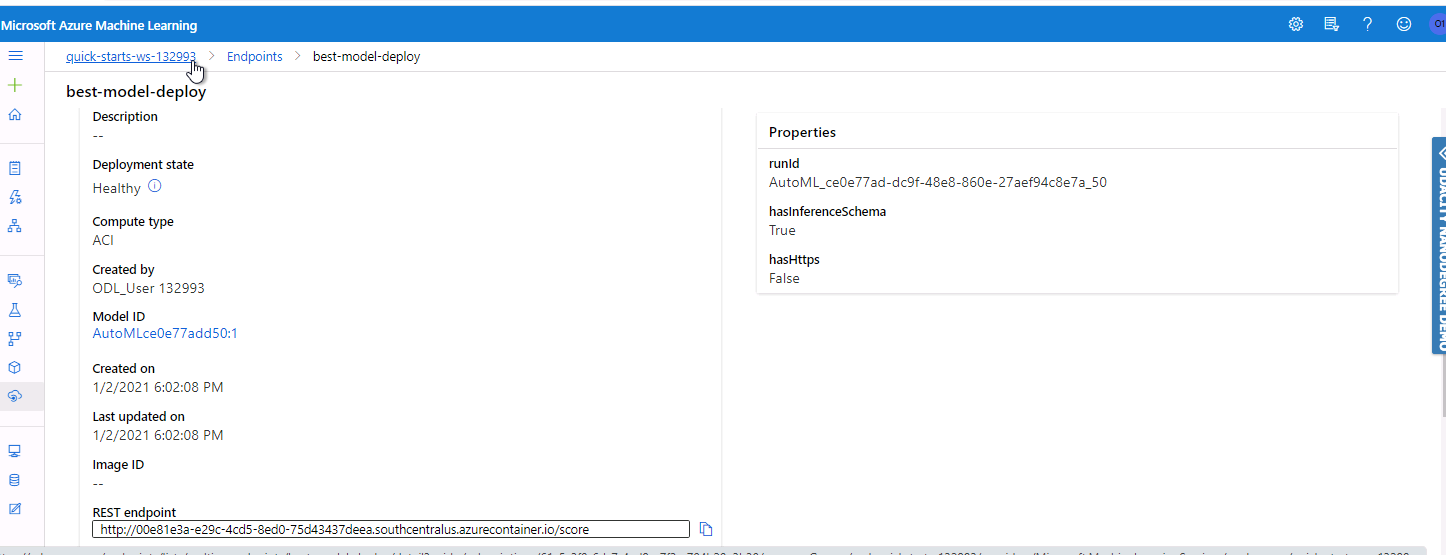 Microsoft Azure Machine Learning
quick-starts-ws-132993 > Endpoints > best-model-deploy
best-model-deploy
Description
--
Deployment state
Healthy
Compute type
ACI
Created by
ODL_User 132993
Model ID
AutoMLce0e77add50:1
Created on
1/2/2021 6:02:08 PM
Last updated on
1/2/2021 6:02:08 PM
Image ID
--
REST endpoint
http://00e81e3a-e29c-4cd5-8ed0-75d43437deea.southcentralus.azurecontainer.io/score
Properties
runId
AutoML_ce0e77ad-dc9f-48e8-860e-27aef94c8e7a_50
hasInferenceSchema
True
hasHttps
False
UDACITY NANODEGREE DEMO